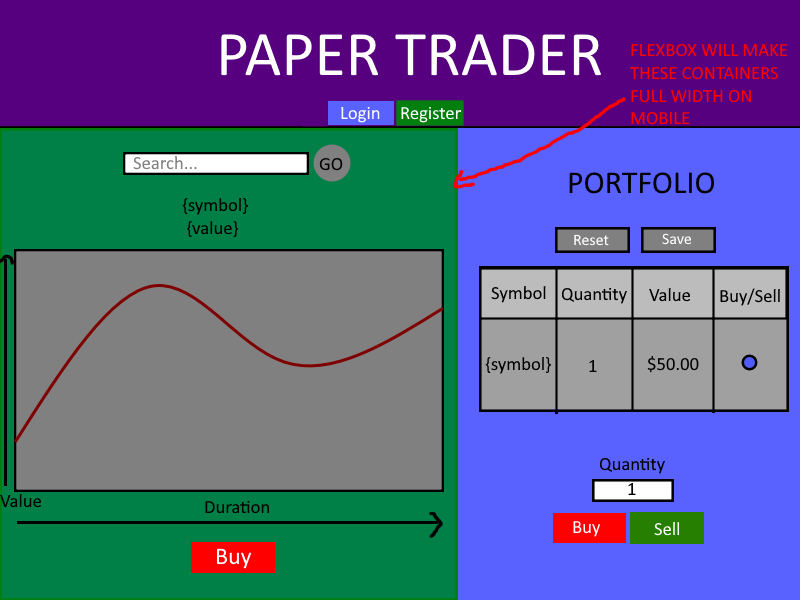 PAPER TRADER
FLEXBOX WILL MAKE
THESE CONTAINERS
FULL WIDTH ON
MOBILE
Login Register
Search... GO
{symbol}
{value}
Value
Duration
Buy
PORTFOLIO
Reset Save
Symbol Quantity Value Buy/Sell
{symbol} 1 $50.00
Quantity
1
Buy Sell